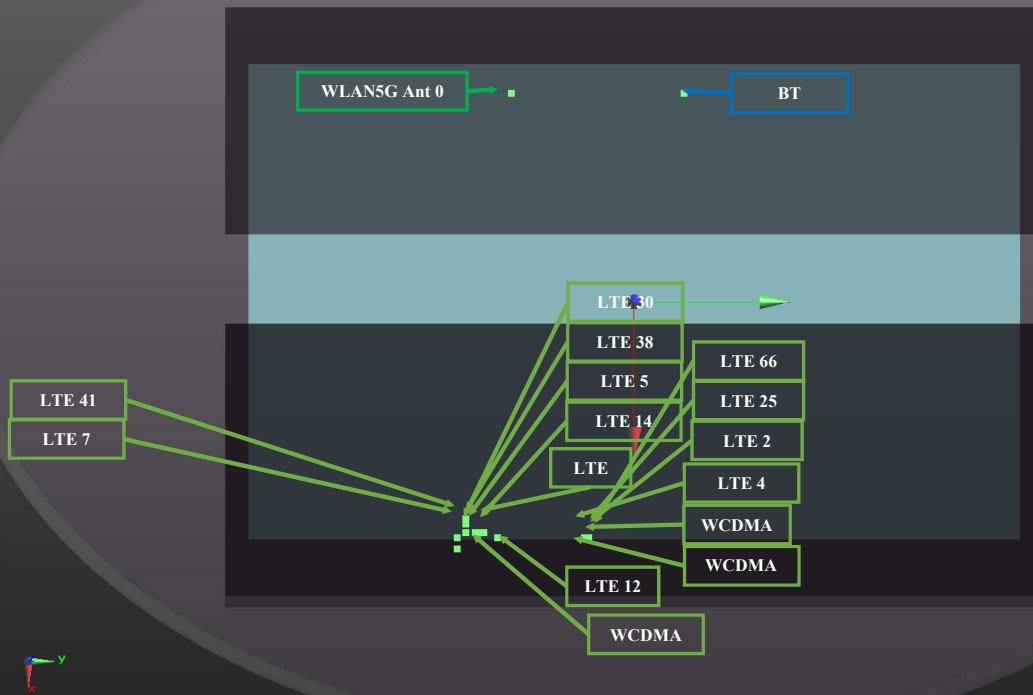 WLAN5G Ant 0
BT
LTE 30
LTE 38
LTE 66
LTE 5
LTE 41
LTE 25
LTE 14
LTE 7
LTE 2
LTE
LTE 4
WCDMA
WCDMA
LTE 12
WCDMA
y
x